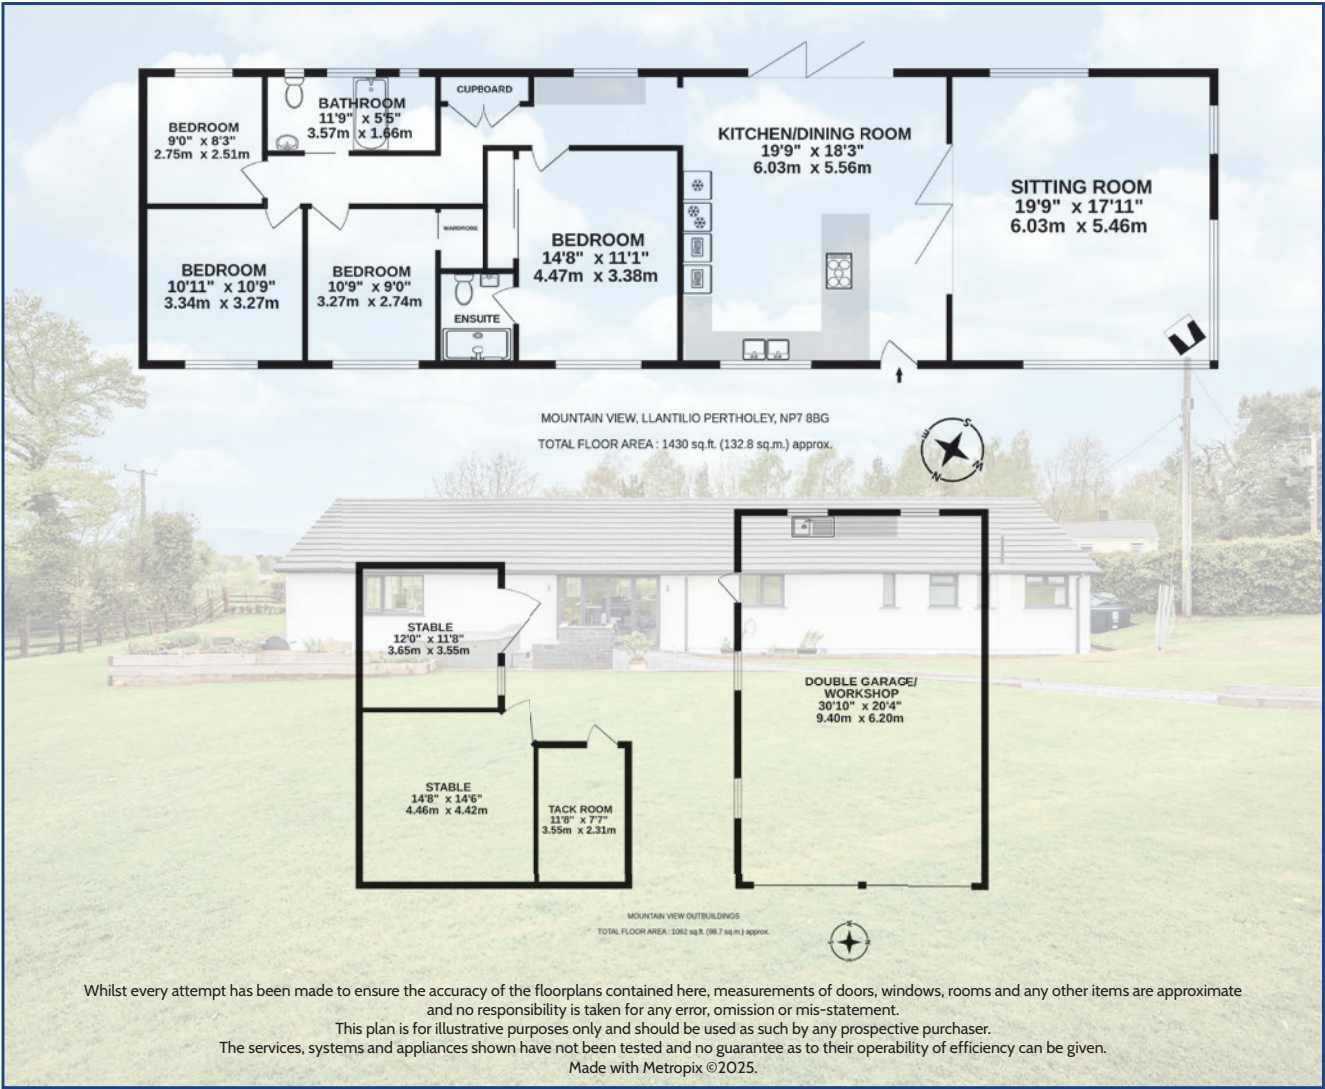 CUPBOARD
BATHROOM
11'9" x 5'5"
3.57m x 1.66m
BEDROOM
9'0" x 8'3"
2.75m x 2.51m
KITCHEN/DINING ROOM
19'9" x 18'3"
6.03m x 5.56m
SITTING ROOM
19'9" x 17'11"
6.03m x 5.46m
WARDROBE
BEDROOM
14'8" x 11'1"
4.47m x 3.38m
BEDROOM
10'11" x 10'9"
3.34m x 3.27m
BEDROOM
10'9" x 9'0"
3.27m x 2.74m
ENSUITE
MOUNTAIN VIEW, LLANTILIO PERTHOLEY, NP7 8BG
TOTAL FLOOR AREA : 1430 sq.ft. (132.8 sq.m.) approx.
S
E
W
N
STABLE
12'0" x 11'8"
3.65m x 3.55m
DOUBLE GARAGE/
WORKSHOP
30'10" x 20'4"
9.40m x 6.20m
STABLE
14'8" x 14'6"
4.46m x 4.42m
TACK ROOM
11'8" x 7'7"
3.55m x 2.31m
MOUNTAIN VIEW OUTBUILDINGS
TOTAL FLOOR AREA : 1062 sq.ft. (98.7 sq.m.) approx.
Whilst every attempt has been made to ensure the accuracy of the floorplans contained here, measurements of doors, windows, rooms and any other items are approximate
and no responsibility is taken for any error, omission or mis-statement.
This plan is for illustrative purposes only and should be used as such by any prospective purchaser.
The services, systems and appliances shown have not been tested and no guarantee as to their operability of efficiency can be given.
Made with Metropix ©2025.